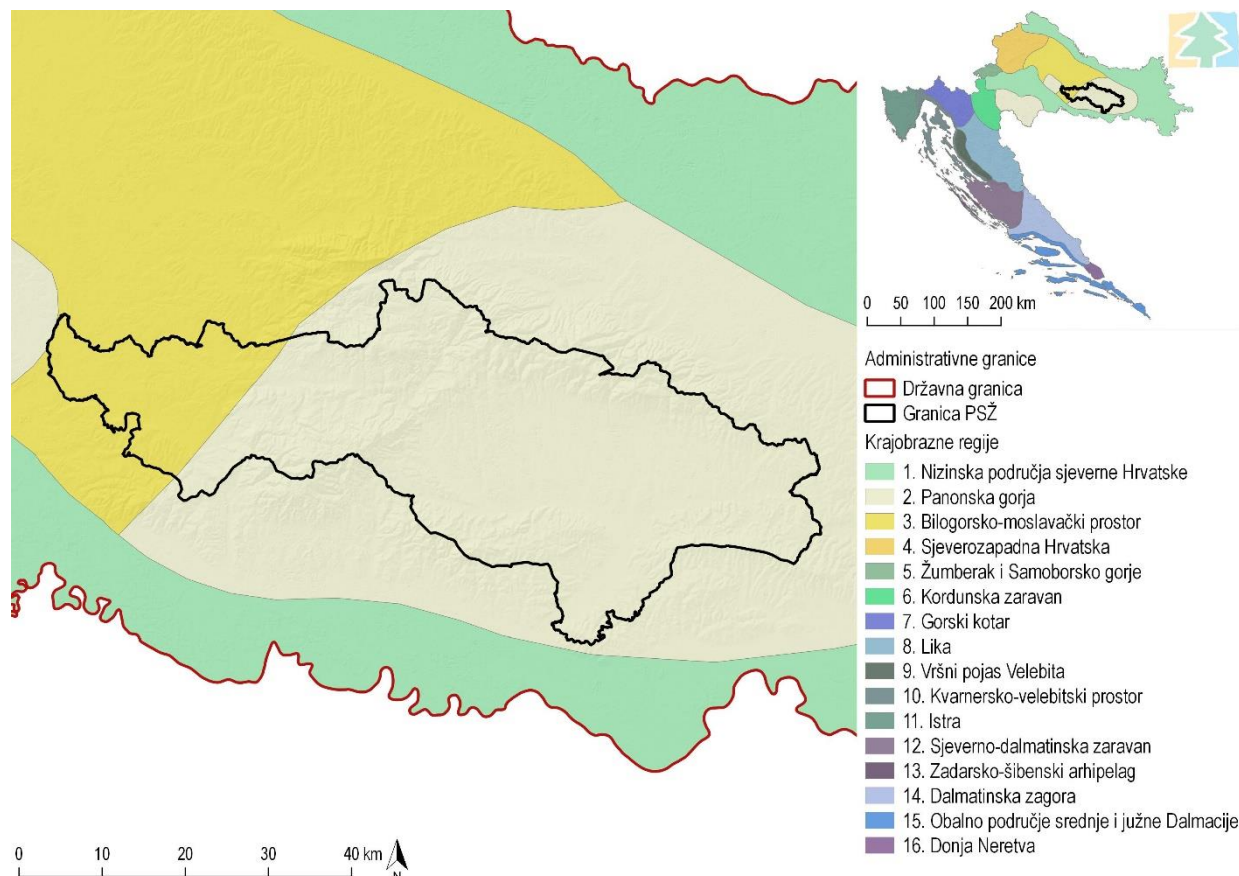 0 50 100 150 200 km
Administrativne granice
Državna granica
Granica PSŽ
Krajobrazne regije
1. Nizinska područja sjeverne Hrvatske
2. Panonska gorja
3. Bilogorsko-moslavački prostor
4. Sjeverozapadna Hrvatska
5. Žumberak i Samoborsko gorje
6. Kordunska zaravan
7. Gorski kotar
8. Lika
9. Vršni pojas Velebita
10. Kvarnersko-velebitski prostor
11. Istra
12. Sjeverno-dalmatinska zaravan
13. Zadarsko-šibenski arhipelag
14. Dalmatinska zagora
15. Obalno područje srednje i južne Dalmacije
16. Donja Neretva
0 10 20 30 40 km
N